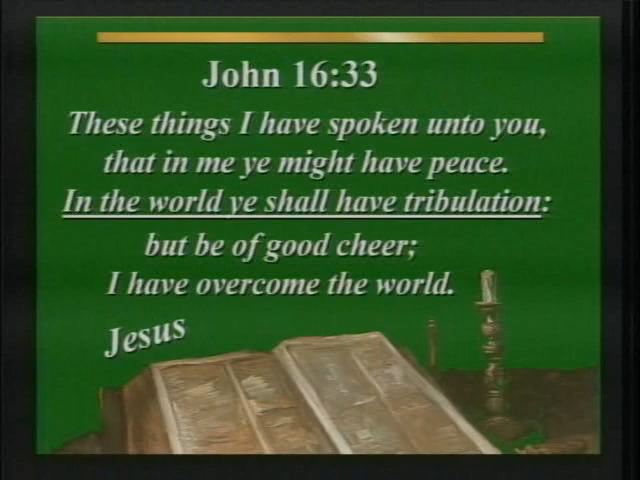 John 16:33
These things I have spoken unto you,
that in me ye might have peace.
In the world ye shall have tribulation:
but be of good cheer;
I have overcome the world.
Jesus